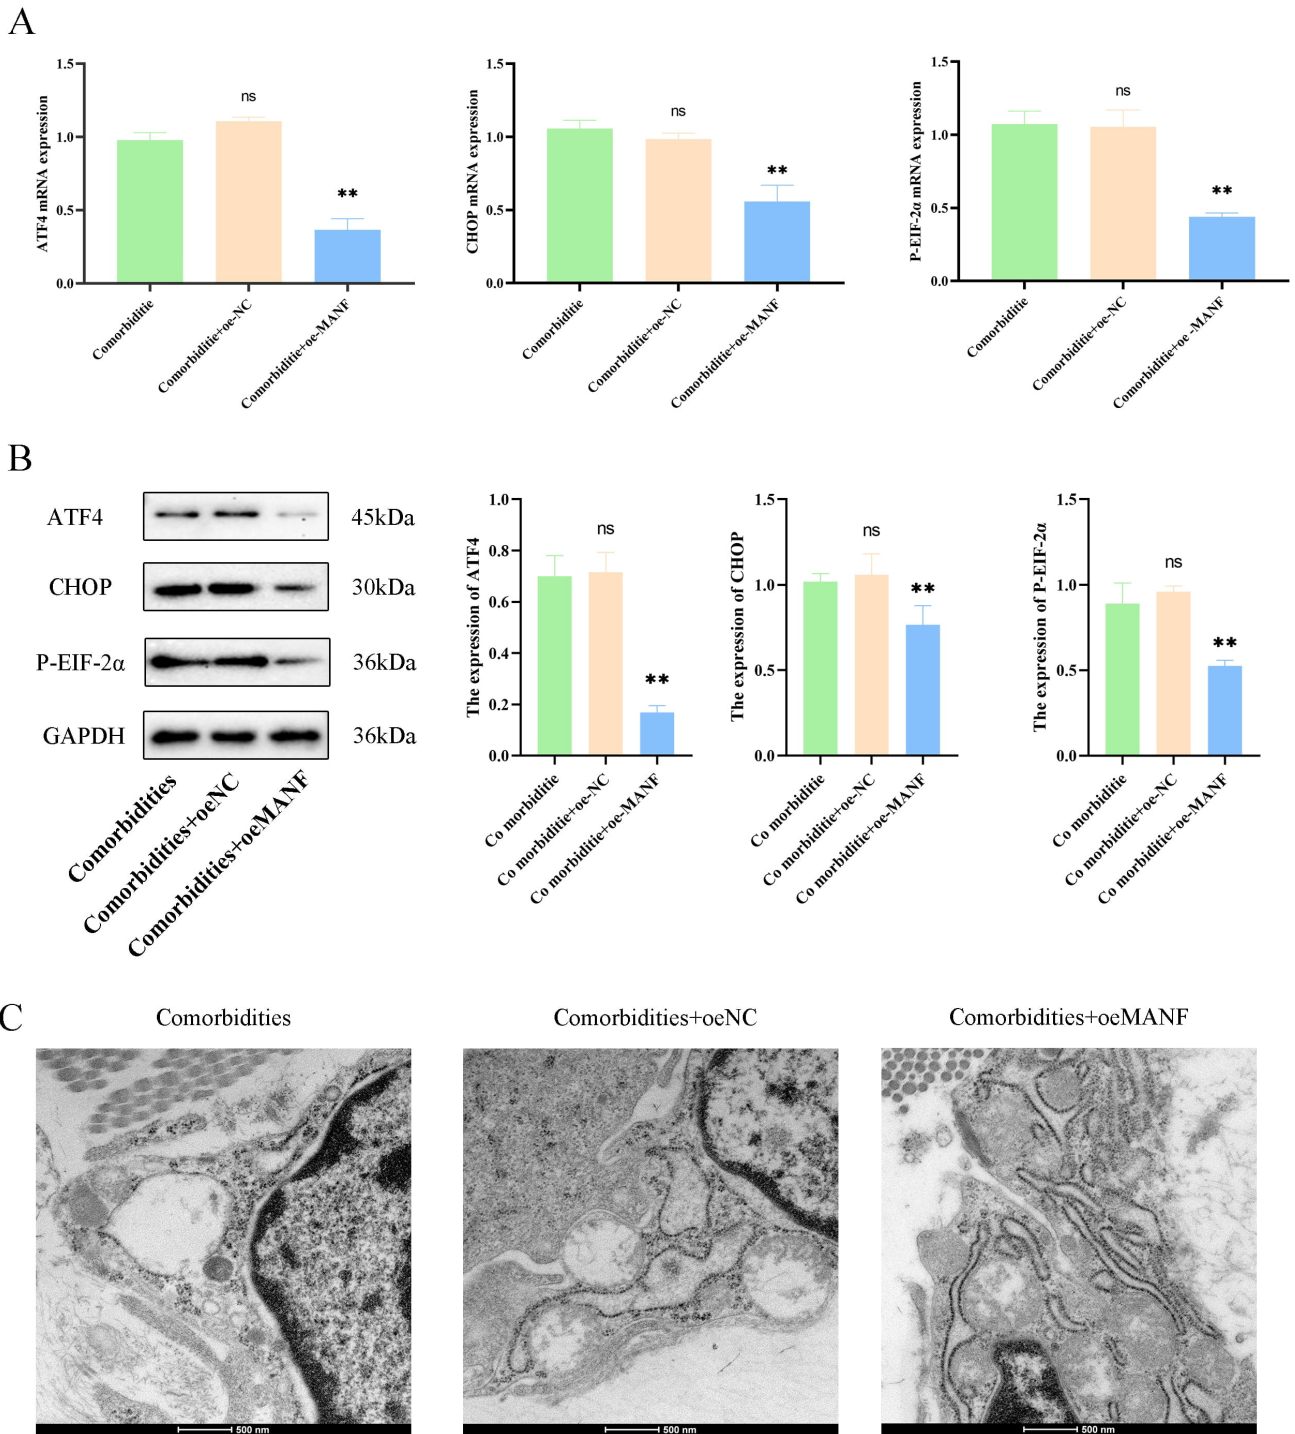 A
ATF4 mRNA expression
1.5
1.0
0.5
0.0
ns
**
Comorbiditie
Comorbiditie+oe-NC
Comorbiditie+oe-MANF
CHOP mRNA expression
1.5
1.0
0.5
0.0
ns
**
Comorbiditie
Comorbiditie+oe-NC
Comorbiditie+oe-MANF
P-EIF-2α mRNA expression
1.5
1.0
0.5
0.0
ns
**
Comorbiditie
Comorbiditie+oe-NC
Comorbiditie+oe -MANF
B
ATF4 45kDa
CHOP 30kDa
P-EIF-2α 36kDa
GAPDH 36kDa
Comorbidities
Comorbidities+oeNC
Comorbidities+oeMANF
The expression of ATF4
1.0
0.8
0.6
0.4
0.2
0.0
ns
**
Co morbiditie
Co morbiditie+oe-NC
Co morbiditie+oe-MANF
The expression of CHOP
1.5
1.0
0.5
0.0
ns
**
Co morbiditie
Co morbiditie+oe-NC
Co morbiditie+oe-MANF
The expression of P-EIF-2α
1.5
1.0
0.5
0.0
ns
**
Co morbiditie
Co morbiditie+oe-NC
Co morbiditie+oe-MANF
C
Comorbidities
Comorbidities+oeNC
Comorbidities+oeMANF
500 nm
500 nm
500 nm